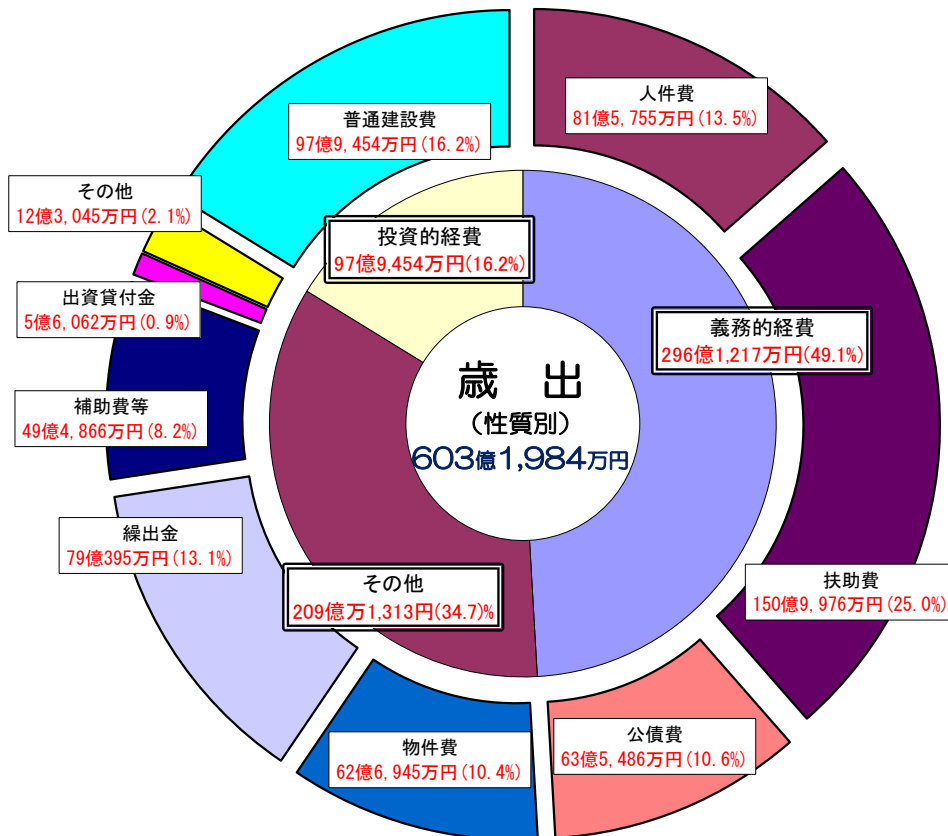 人件費
81億5,755万円(13.5%)
普通建設費
97億9,454万円(16.2%)
その他
12億3,045万円(2.1%)
投資的経費
97億9,454万円(16.2%)
出資貸付金
5億6,062万円(0.9%)
義務的経費
296億1,217万円(49.1%)
歳 出
(性質別)
603億1,984万円
補助費等
49億4,866万円(8.2%)
繰出金
79億395万円(13.1%)
その他
209億万1,313円(34.7)%
扶助費
150億9,976万円(25.0%)
物件費
62億6,945万円(10.4%)
公債費
63億5,486万円(10.6%)